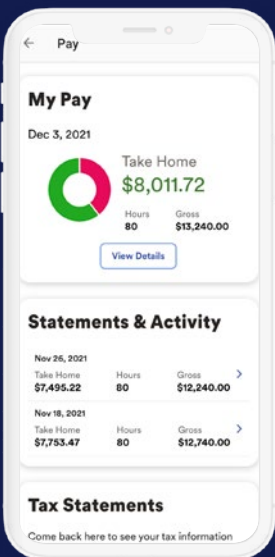 Pay
My Pay
Dec 3, 2021
Take Home
$8,011.72
Hours Gross
80 $13,240.00
View Details
Statements & Activity
Nov 26, 2021
Take Home Hours Gross
$7,495.22 80 $12,240.00
Nov 18, 2021
Take Home Hours Gross
$7,753.47 80 $12,740.00
Tax Statements
Come back here to see your tax information